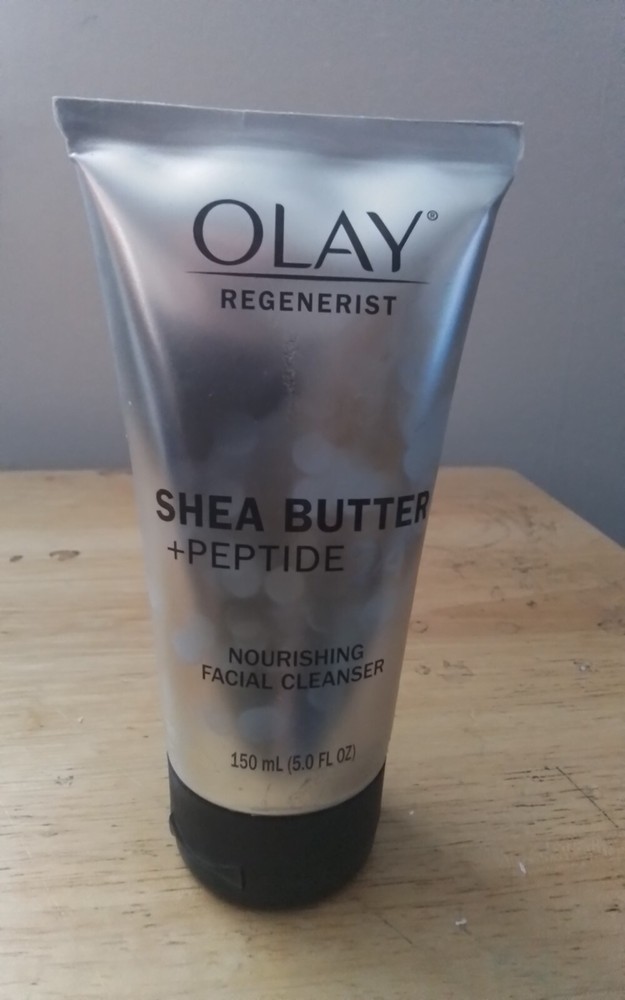 OLAY®
REGENERIST
SHEA BUTTER
+PEPTIDE
NOURISHING
FACIAL CLEANSER
150 mL (5.0 FL OZ)